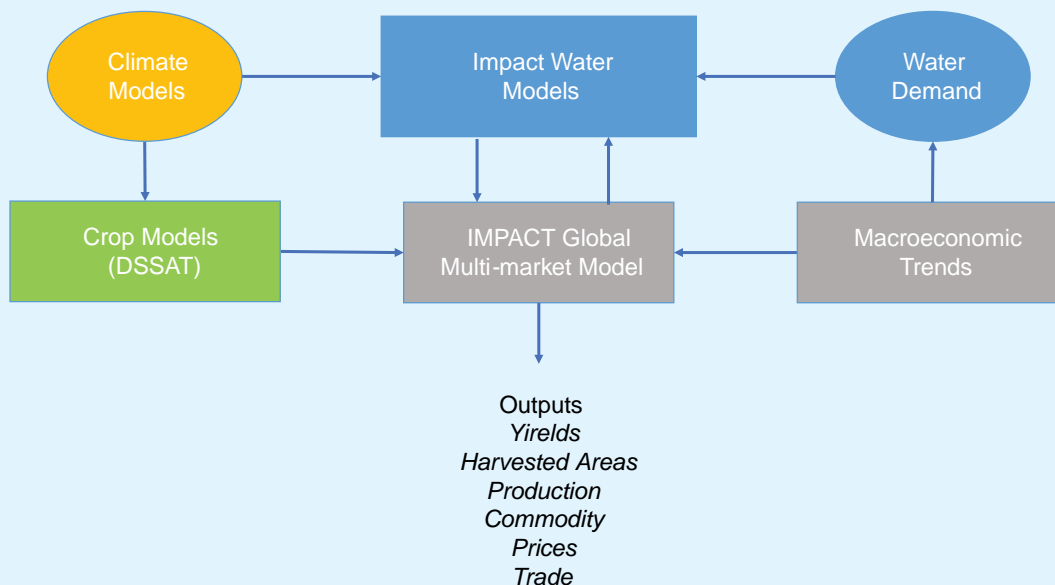 Climate
Models
Impact Water
Models
Water
Demand
Crop Models
(DSSAT)
IMPACT Global
Multi-market Model
Macroeconomic
Trends
Outputs
Yirelds
Harvested Areas
Production
Commodity
Prices
Trade